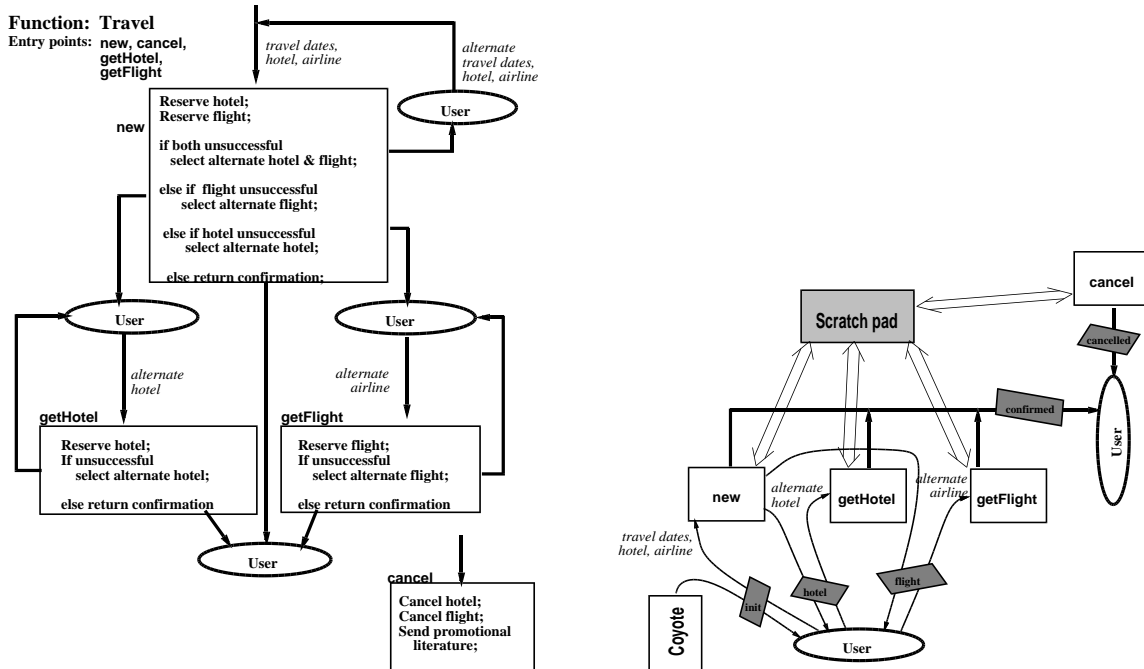 Function: Travel
Entry points: new, cancel,
getHotel,
getFlight
travel dates,
hotel, airline
alternate
travel dates,
hotel, airline
User
new
Reserve hotel;
Reserve flight;
if both unsuccessful
select alternate hotel & flight;
else if flight unsuccessful
select alternate flight;
else if hotel unsuccessful
select alternate hotel;
else return confirmation;
User
User
alternate
hotel
alternate
airline
getHotel
Reserve hotel;
If unsuccessful
select alternate hotel;
else return confirmation
getFlight
Reserve flight;
If unsuccessful
select alternate flight;
else return confirmation
User
cancel
Cancel hotel;
Cancel flight;
Send promotional
literature;
Scratch pad
cancel
cancelled
confirmed
User
new
alternate
hotel
getHotel
alternate
airline
getFlight
travel dates,
hotel, airline
Coyote
init
hotel
flight
User